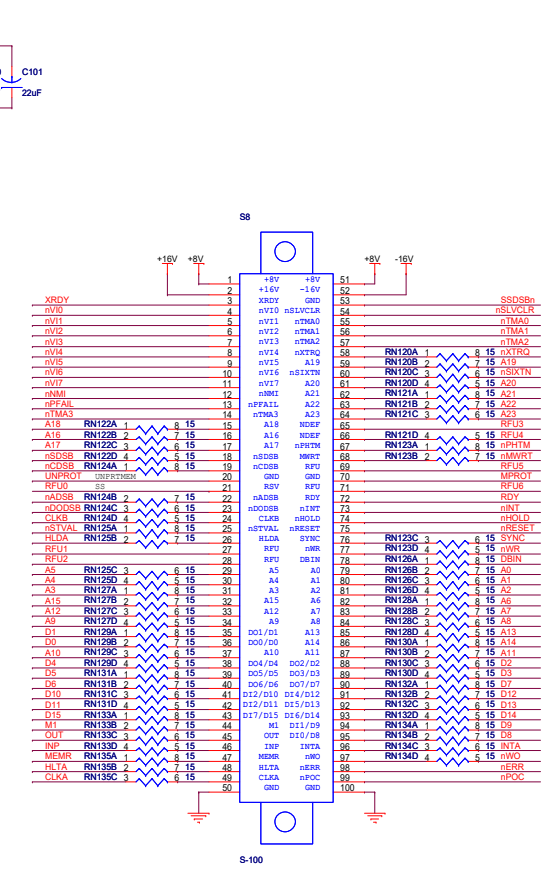 C101
22uF
S8
+16V +8V +8V -16V
1 +8V +8V 51
2 +16V -16V 52
XRDY 3 XRDY GND 53 SSDSBn
nVI0 4 nVI0 nSLVCLR 54 nSLVCLR
nVI1 5 nVI1 nTMA0 55 nTMA0
nVI2 6 nVI2 nTMA1 56 nTMA1
nVI3 7 nVI3 nTMA2 57 nTMA2
nVI4 8 nVI4 nXTRQ 58 RN120A 1 8 15 nXTRQ
nVI5 9 nVI5 A19 59 RN120B 2 7 15 A19
nVI6 10 nVI6 nSIXTN 60 RN120C 3 6 15 nSIXTN
nVI7 11 nVI7 A20 61 RN120D 4 5 15 A20
nNMI 12 nNMI A21 62 RN121A 1 8 15 A21
nPFAIL 13 nPFAIL A22 63 RN121B 2 7 15 A22
nTMA3 14 nTMA3 A23 64 RN121C 3 6 15 A23
A18 RN122A 1 8 15 15 A18 NDEF 65 RFU3
A16 RN122B 2 7 15 16 A16 NDEF 66 RN121D 4 5 15 RFU4
A17 RN122C 3 6 15 17 A17 nPHTM 67 RN123A 1 8 15 nPHTM
nSDSB RN122D 4 5 15 18 nSDSB MWRT 68 RN123B 2 7 15 nMWRT
nCDSB RN124A 1 8 15 19 nCDSB RFU 69 RFU5
UNPROT UNPRTMEM 20 GND GND 70 MPROT
RFU0 SS 21 RSV RFU 71 RFU6
nADSB RN124B 2 7 15 22 nADSB RDY 72 RDY
nDODSB RN124C 3 6 15 23 nDODSB nINT 73 nINT
CLKB RN124D 4 5 15 24 CLKB nHOLD 74 nHOLD
nSTVAL RN125A 1 8 15 25 nSTVAL nRESET 75 nRESET
HLDA RN125B 2 7 15 26 HLDA SYNC 76 RN123C 3 6 15 SYNC
RFU1 27 RFU nWR 77 RN123D 4 5 15 nWR
RFU2 28 RFU DBIN 78 RN126A 1 8 15 DBIN
A5 RN125C 3 6 15 29 A5 A0 79 RN126B 2 7 15 A0
A4 RN125D 4 5 15 30 A4 A1 80 RN126C 3 6 15 A1
A3 RN127A 1 8 15 31 A3 A2 81 RN126D 4 5 15 A2
A15 RN127B 2 7 15 32 A15 A6 82 RN128A 1 8 15 A6
A12 RN127C 3 6 15 33 A12 A7 83 RN128B 2 7 15 A7
A9 RN127D 4 5 15 34 A9 A8 84 RN128C 3 6 15 A8
D1 RN129A 1 8 15 35 DO1/D1 A13 85 RN128D 4 5 15 A13
D0 RN129B 2 7 15 36 DO0/D0 A14 86 RN130A 1 8 15 A14
A10 RN129C 3 6 15 37 A10 A11 87 RN130B 2 7 15 A11
D4 RN129D 4 5 15 38 DO4/D4 DO2/D2 88 RN130C 3 6 15 D2
D5 RN131A 1 8 15 39 DO5/D5 DO3/D3 89 RN130D 4 5 15 D3
D6 RN131B 2 7 15 40 DO6/D6 DO7/D7 90 RN132A 1 8 15 D7
D10 RN131C 3 6 15 41 DI2/D10 DI4/D12 91 RN132B 2 7 15 D12
D11 RN131D 4 5 15 42 DI2/D11 DI5/D13 92 RN132C 3 6 15 D13
D15 RN133A 1 8 15 43 DI7/D15 DI6/D14 93 RN132D 4 5 15 D14
M1 RN133B 2 7 15 44 M1 DI1/D9 94 RN134A 1 8 15 D9
OUT RN133C 3 6 15 45 OUT DI0/D8 95 RN134B 2 7 15 D8
INP RN133D 4 5 15 46 INP INTA 96 RN134C 3 6 15 INTA
MEMR RN135A 1 8 15 47 MEMR nWO 97 RN134D 4 5 15 nWO
HLTA RN135B 2 7 15 48 HLTA nERR 98 nERR
CLKA RN135C 3 6 15 49 CLKA nPOC 99 nPOC
50 GND GND 100
S-100